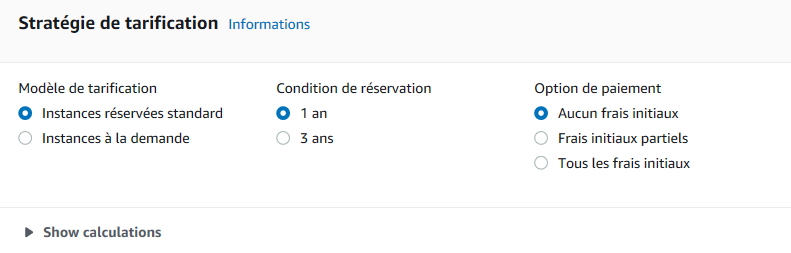 Stratégie de tarification Informations
Modèle de tarification
Instances réservées standard
Instances à la demande
Condition de réservation
1 an
3 ans
Option de paiement
Aucun frais initiaux
Frais initiaux partiels
Tous les frais initiaux
Show calculations